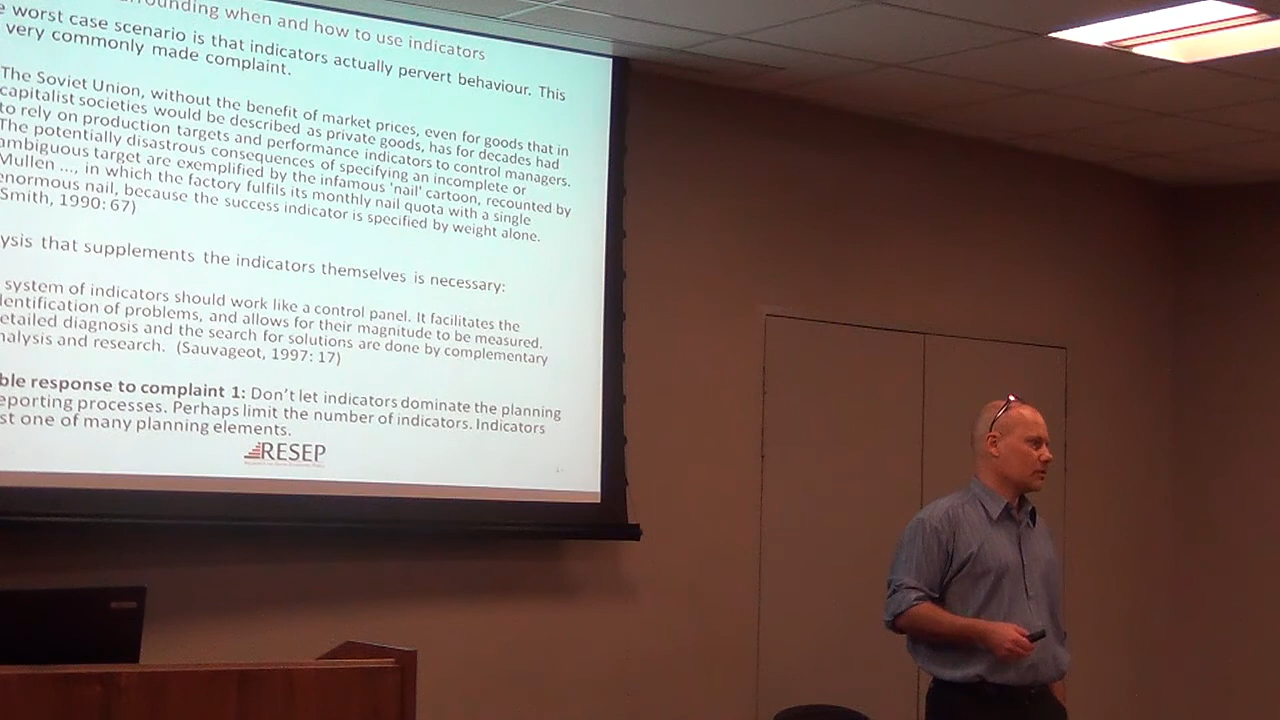 ounding when and how to use indicators
e worst case scenario is that indicators actually pervert behaviour. This
very commonly made complaint.
The Soviet Union, without the benefit of market prices, even for goods that in
capitalist societies would be described as private goods, has for decades had
to rely on production targets and performance indicators to control managers.
The potentially disastrous consequences of specifying an incomplete or
ambiguous target are exemplified by the infamous 'nail' cartoon, recounted by
Mullen ..., in which the factory fulfils its monthly nail quota with a single
enormous nail, because the success indicator is specified by weight alone.
Smith, 1990: 67)
ysis that supplements the indicators themselves is necessary:
system of indicators should work like a control panel. It facilitates the
dentification of problems, and allows for their magnitude to be measured.
etailed diagnosis and the search for solutions are done by complementary
nalysis and research. (Sauvageot, 1997: 17)
ble response to complaint 1: Don't let indicators dominate the planning
eporting processes. Perhaps limit the number of indicators. Indicators
st one of many planning elements.
RESEP